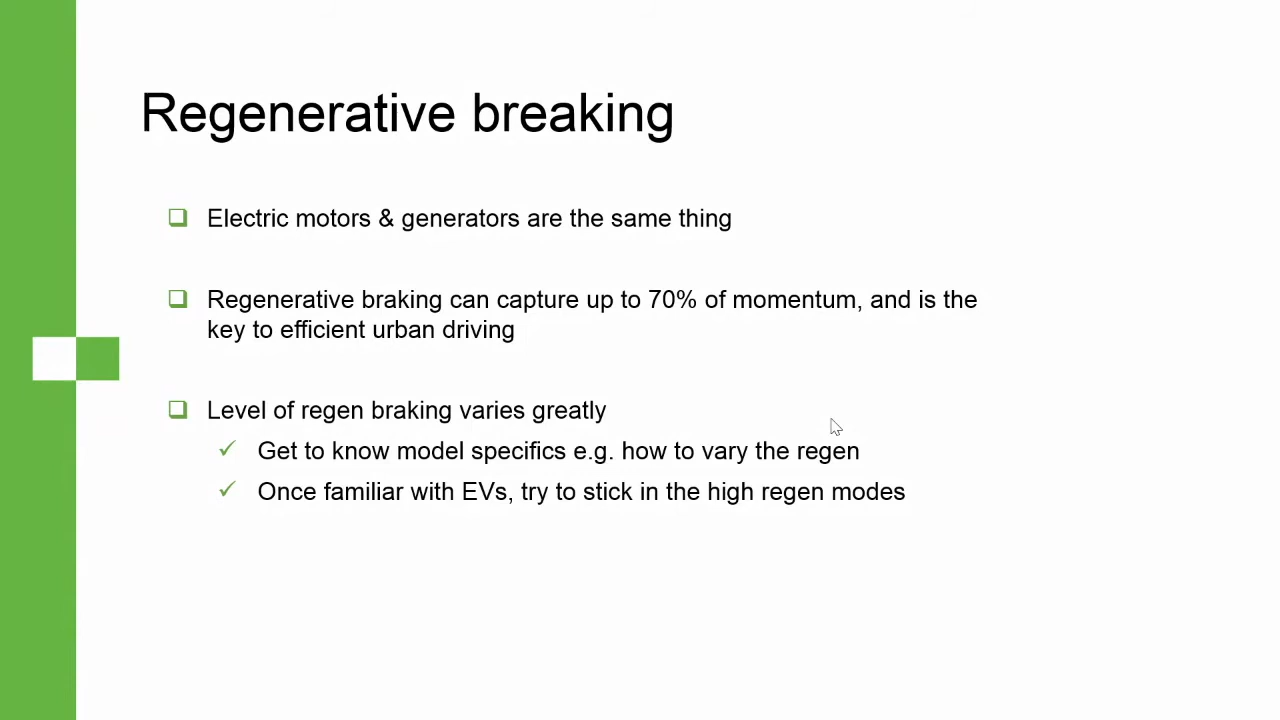 Regenerative breaking
Electric motors & generators are the same thing
Regenerative braking can capture up to 70% of momentum, and is the
key to efficient urban driving
Level of regen braking varies greatly
Get to know model specifics e.g. how to vary the regen
Once familiar with EVs, try to stick in the high regen modes